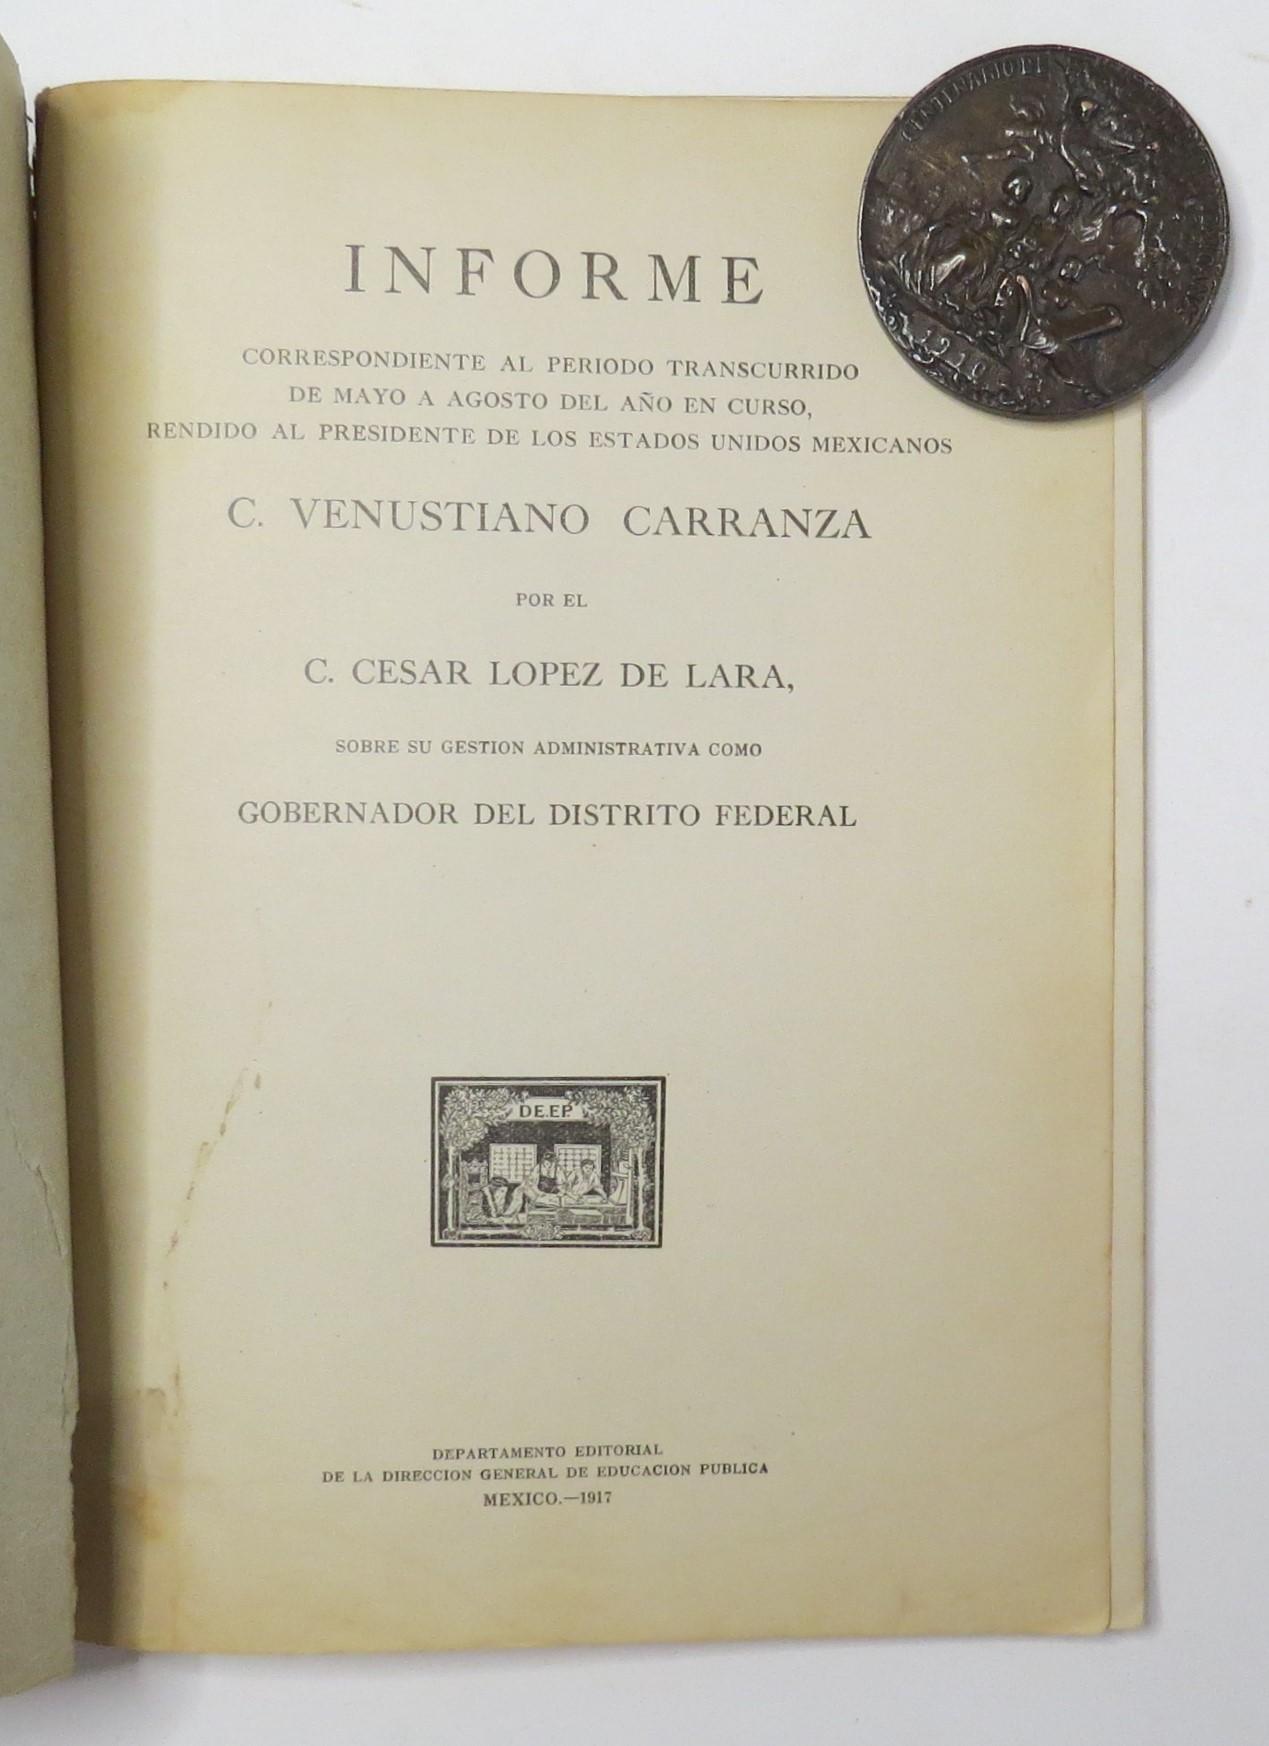 INFORME
CORRESPONDIENTE AL PERIODO TRANSCURRIDO
DE MAYO A AGOSTO DEL AÑO EN CURSO,
RENDIDO AL PRESIDENTE DE LOS ESTADOS UNIDOS MEXICANOS
C. VENUSTIANO CARRANZA
POR EL
C. CESAR LOPEZ DE LARA,
SOBRE SU GESTION ADMINISTRATIVA COMO
GOBERNADOR DEL DISTRITO FEDERAL
D.E.E.P.
DEPARTAMENTO EDITORIAL
DE LA DIRECCION GENERAL DE EDUCACION PUBLICA
MEXICO.—1917
CENTENARIO DE
1910